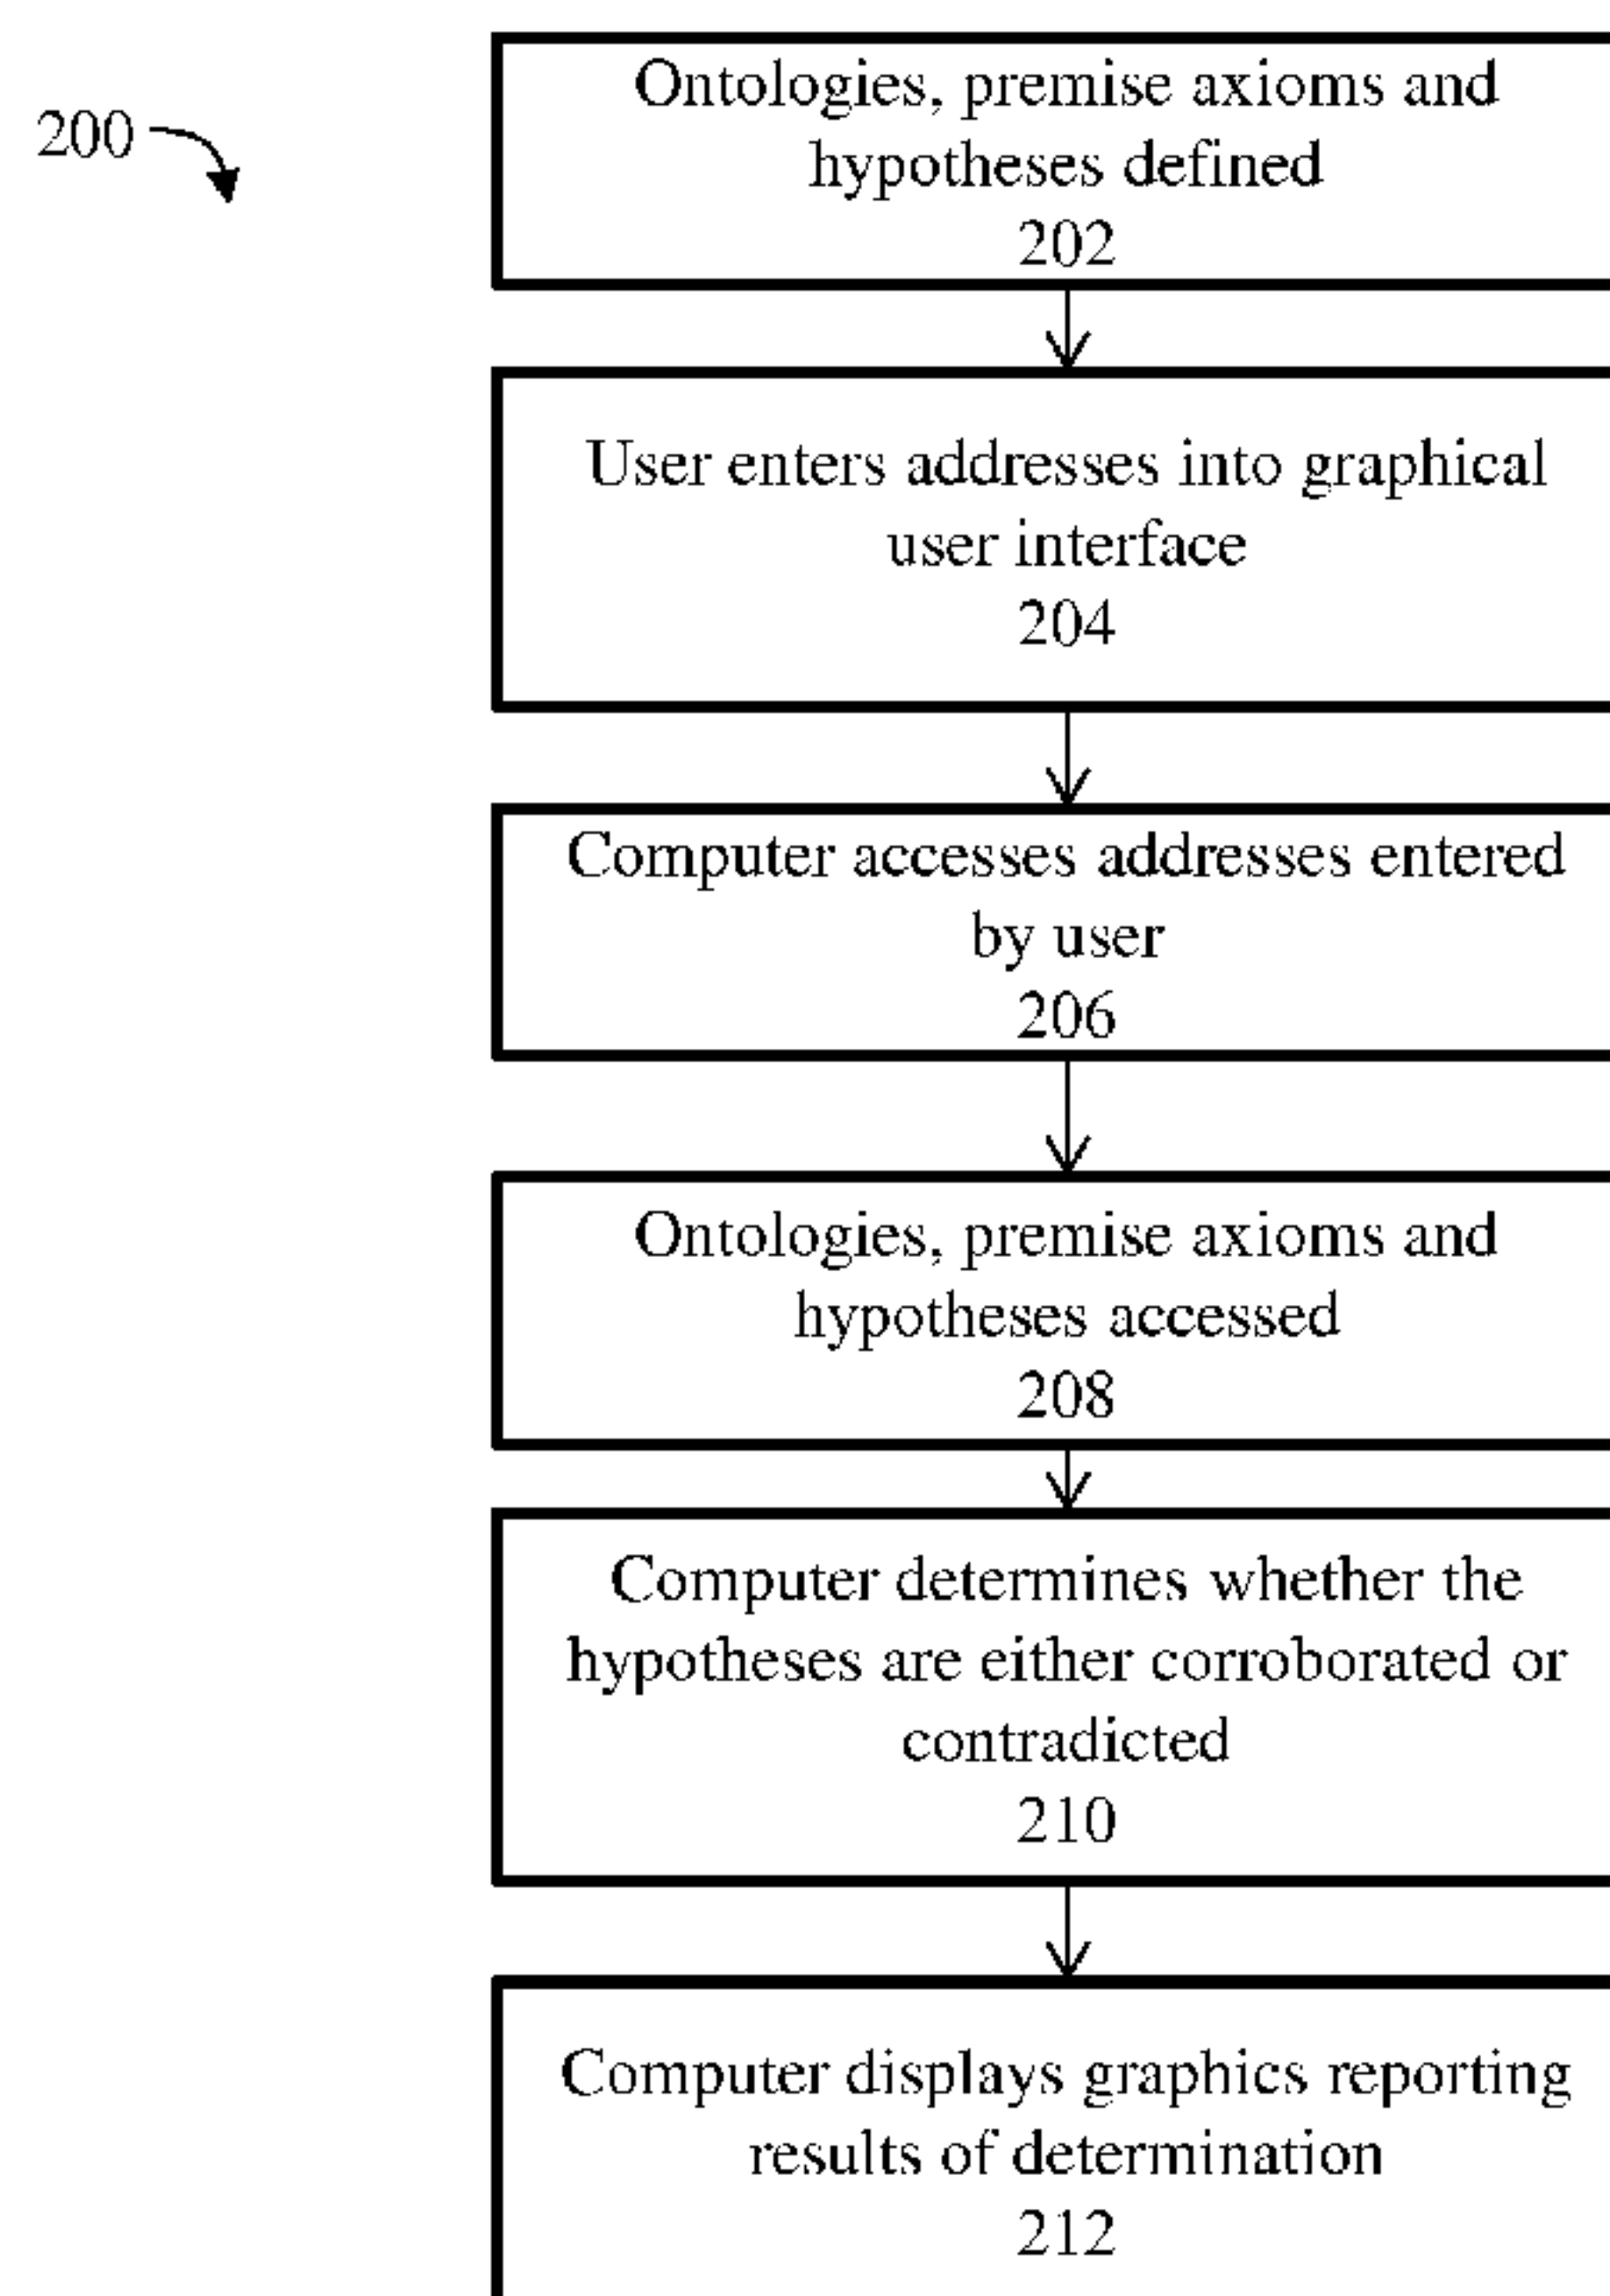 200
Ontologies, premise axioms and
hypotheses defined
202
User enters addresses into graphical
user interface
204
Computer accesses addresses entered
by user
206
Ontologies, premise axioms and
hypotheses accessed
208
Computer determines whether the
hypotheses are either corroborated or
contradicted
210
Computer displays graphics reporting
results of determination
212